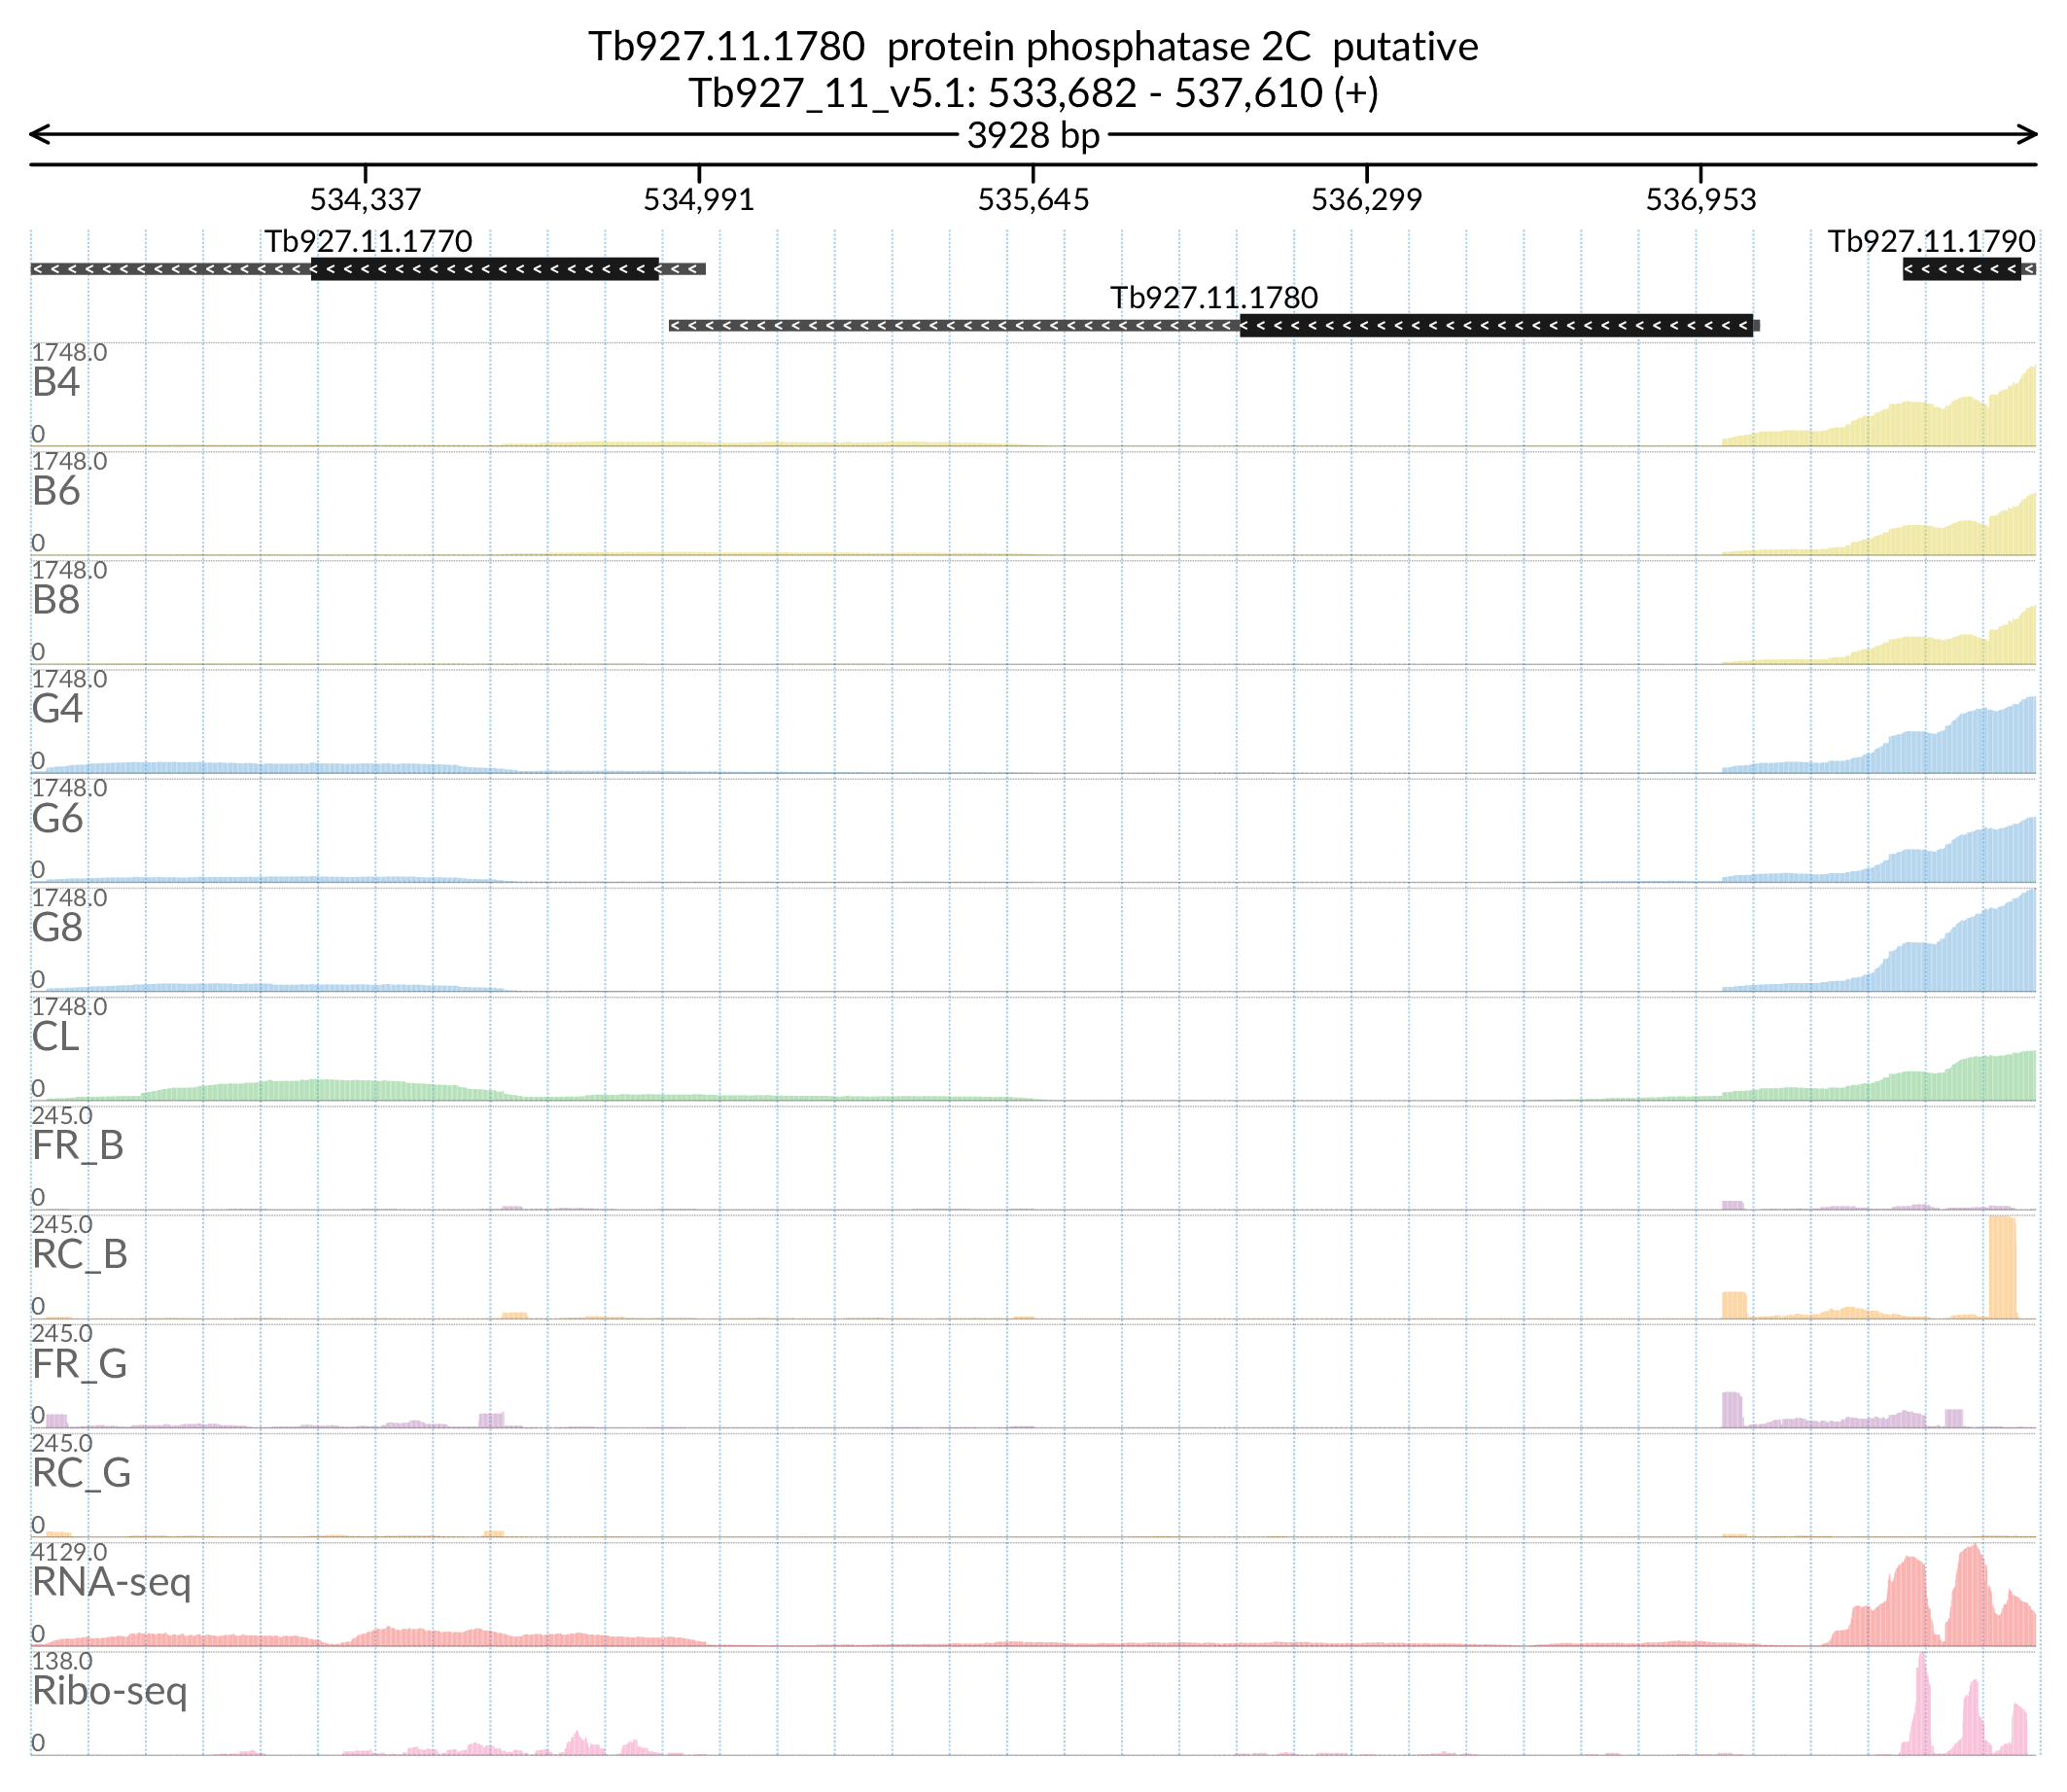 Tb927.11.1780  protein phosphatase 2C  putative
Tb927_11_v5.1: 533,682 - 537,610 (+)
3928 bp
534,337 534,991 535,645 536,299 536,953
Tb927.11.1770 Tb927.11.1790
Tb927.11.1780
1748.0
B4
0
1748.0
B6
0
1748.0
B8
0
1748.0
G4
0
1748.0
G6
0
1748.0
G8
0
1748.0
CL
0
245.0
FR_B
0
245.0
RC_B
0
245.0
FR_G
0
245.0
RC_G
0
4129.0
RNA-seq
0
138.0
Ribo-seq
0